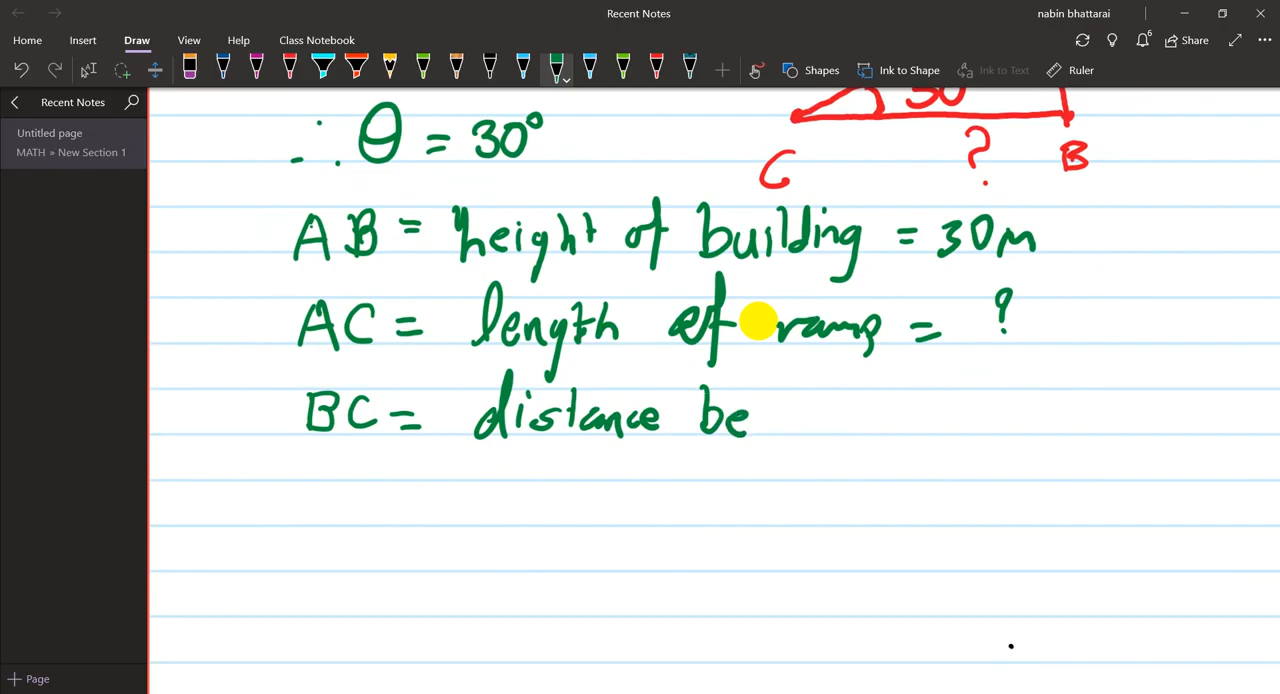 Recent Notes
nabin bhattarai
Home Insert Draw View Help Class Notebook
6
Share
Shapes Ink to Shape Ink to Text Ruler
Recent Notes
Untitled page
MATH » New Section 1
30
∴ θ = 30°
C ? B
AB = height of building = 30m
AC = length of ramp = ?
BC = distance be
+ Page